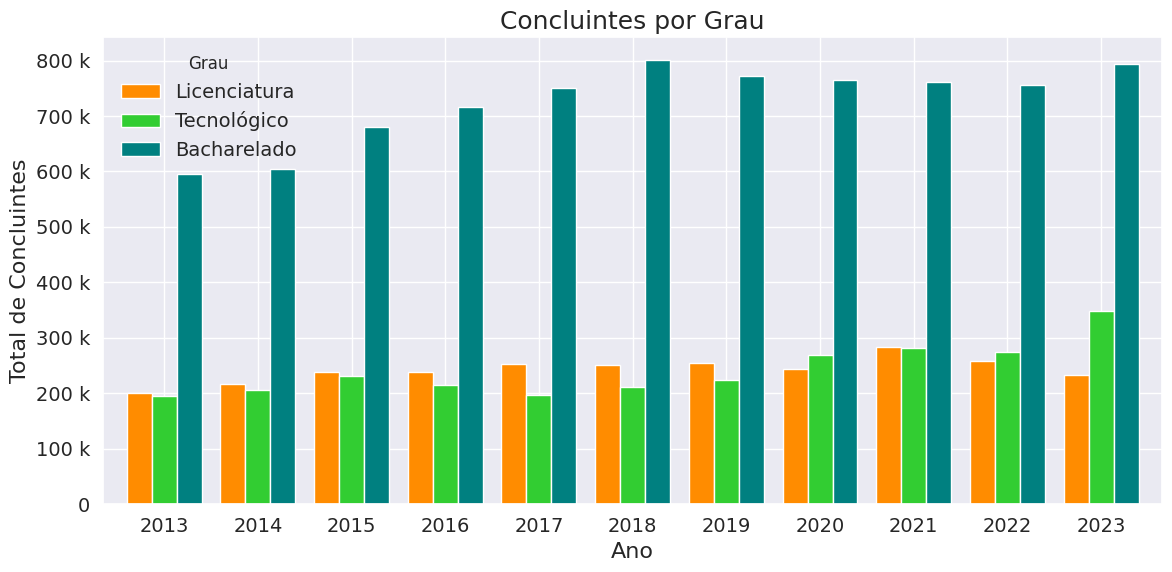 Concluintes por Grau
Total de Concluintes
800 k
700 k
600 k
500 k
400 k
300 k
200 k
100 k
0
Grau
Licenciatura
Tecnológico
Bacharelado
2013 2014 2015 2016 2017 2018 2019 2020 2021 2022 2023
Ano